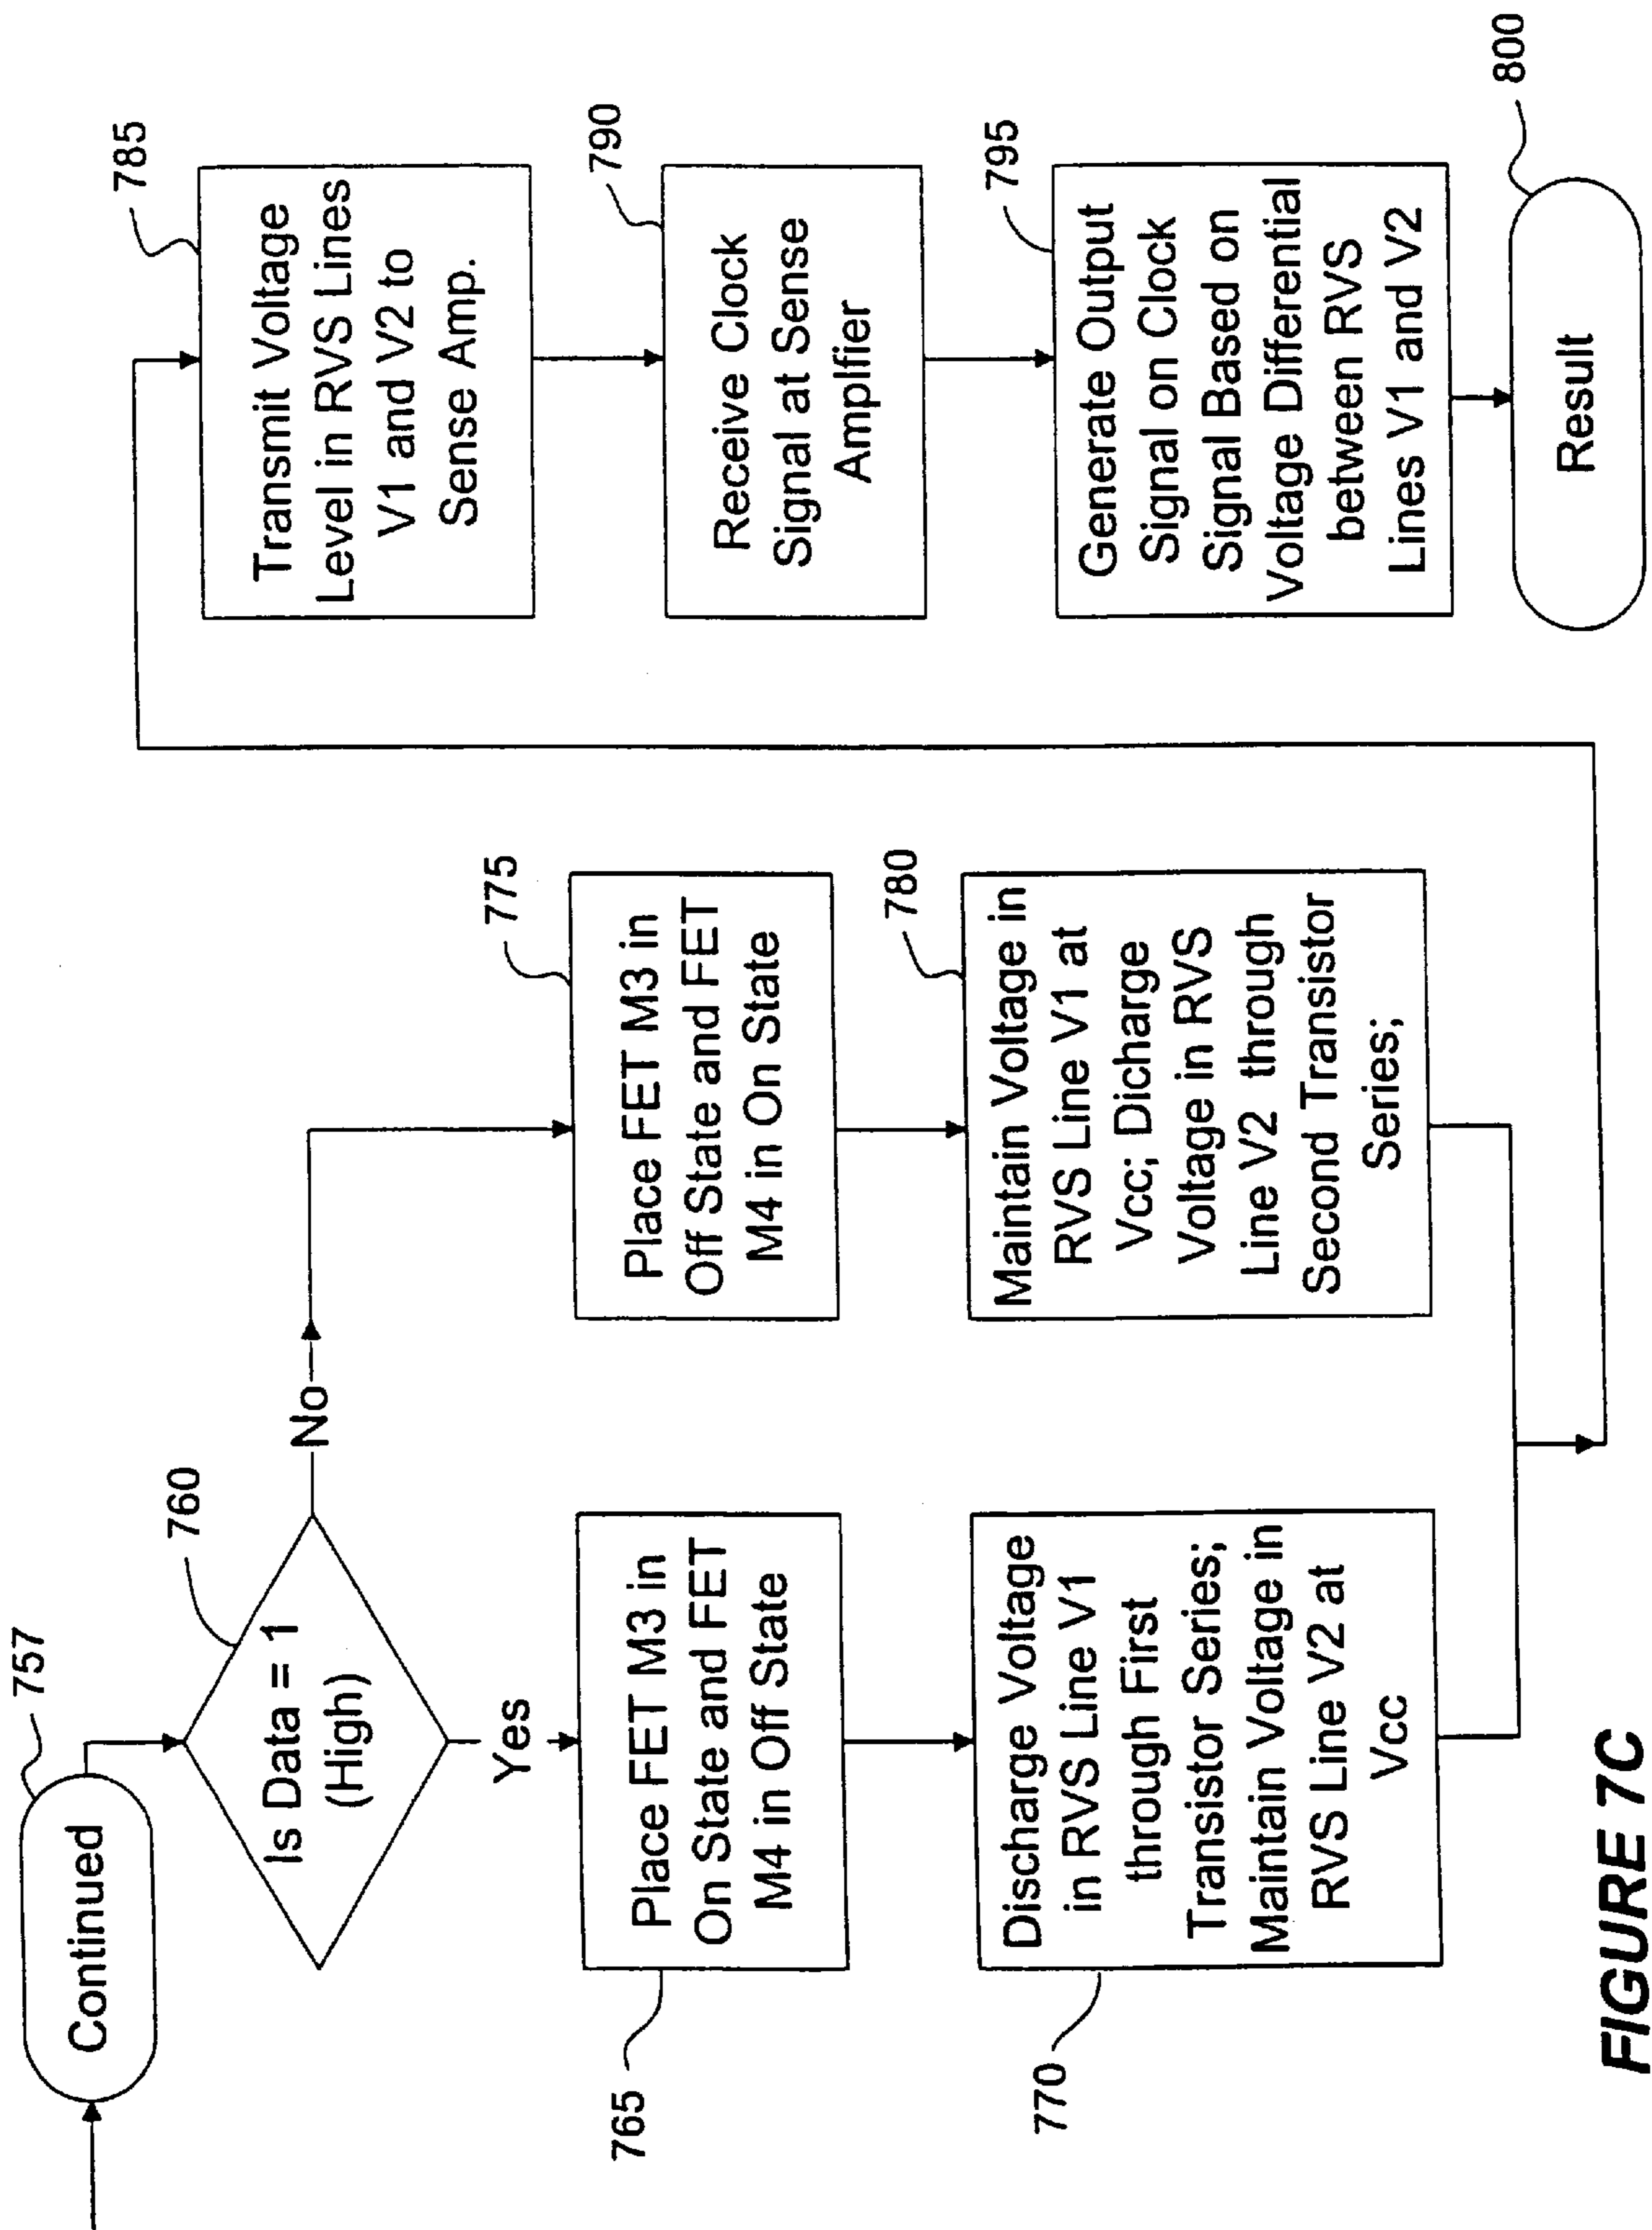 Continued
757
Is Data = 1
(High)
760
Yes
No
Place FET M3 in
On State and FET
M4 in Off State
765
Discharge Voltage
in RVS Line V1
through First
Transistor Series;
Maintain Voltage in
RVS Line V2 at
Vcc
770
Place FET M3 in
Off State and FET
M4 in On State
775
Maintain Voltage in
RVS Line V1 at
Vcc; Dicharge
Voltage in RVS
Line V2 through
Second Transistor
Series;
780
Transmit Voltage
Level in RVS Lines
V1 and V2 to
Sense Amp.
785
Receive Clock
Signal at Sense
Amplfier
790
Generate Output
Signal on Clock
Signal Based on
Voltage Differential
between RVS
Lines V1 and V2
795
Result
800
FIGURE 7C